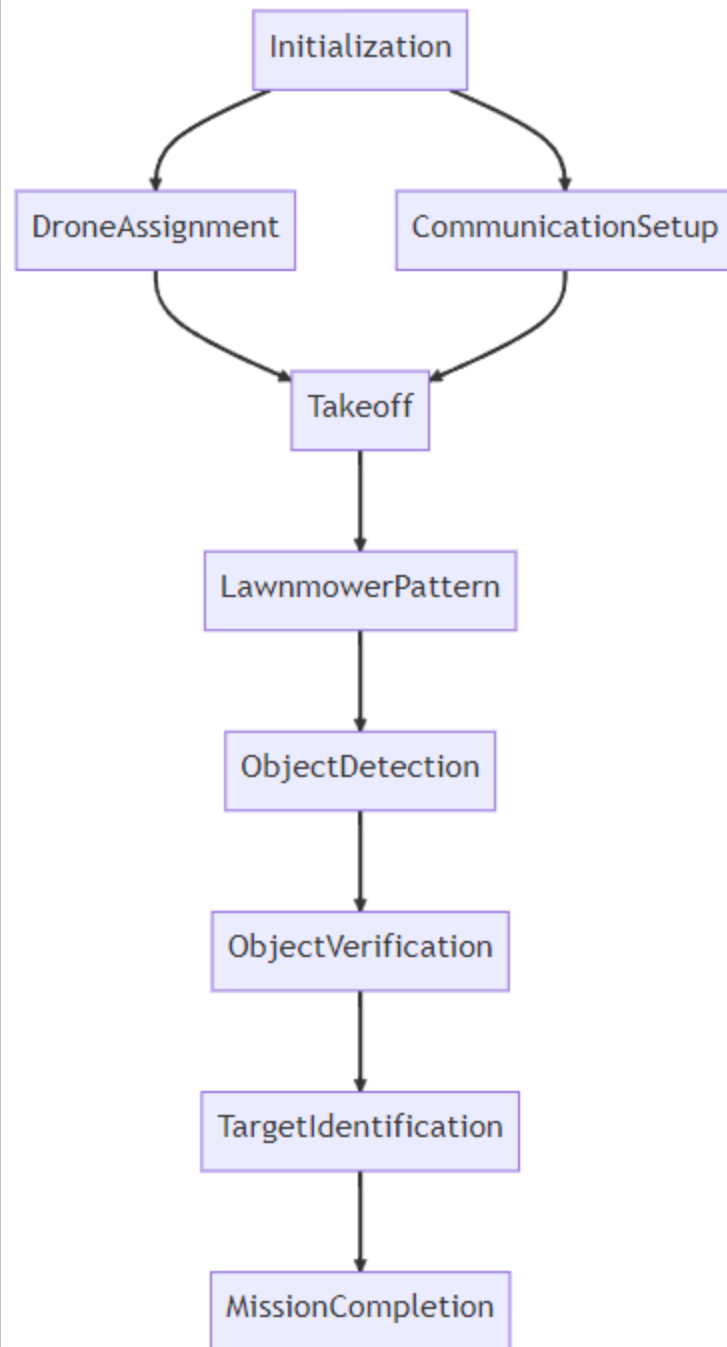 Initialization
DroneAssignment
CommunicationSetup
Takeoff
LawnmowerPattern
ObjectDetection
ObjectVerification
TargetIdentification
MissionCompletion